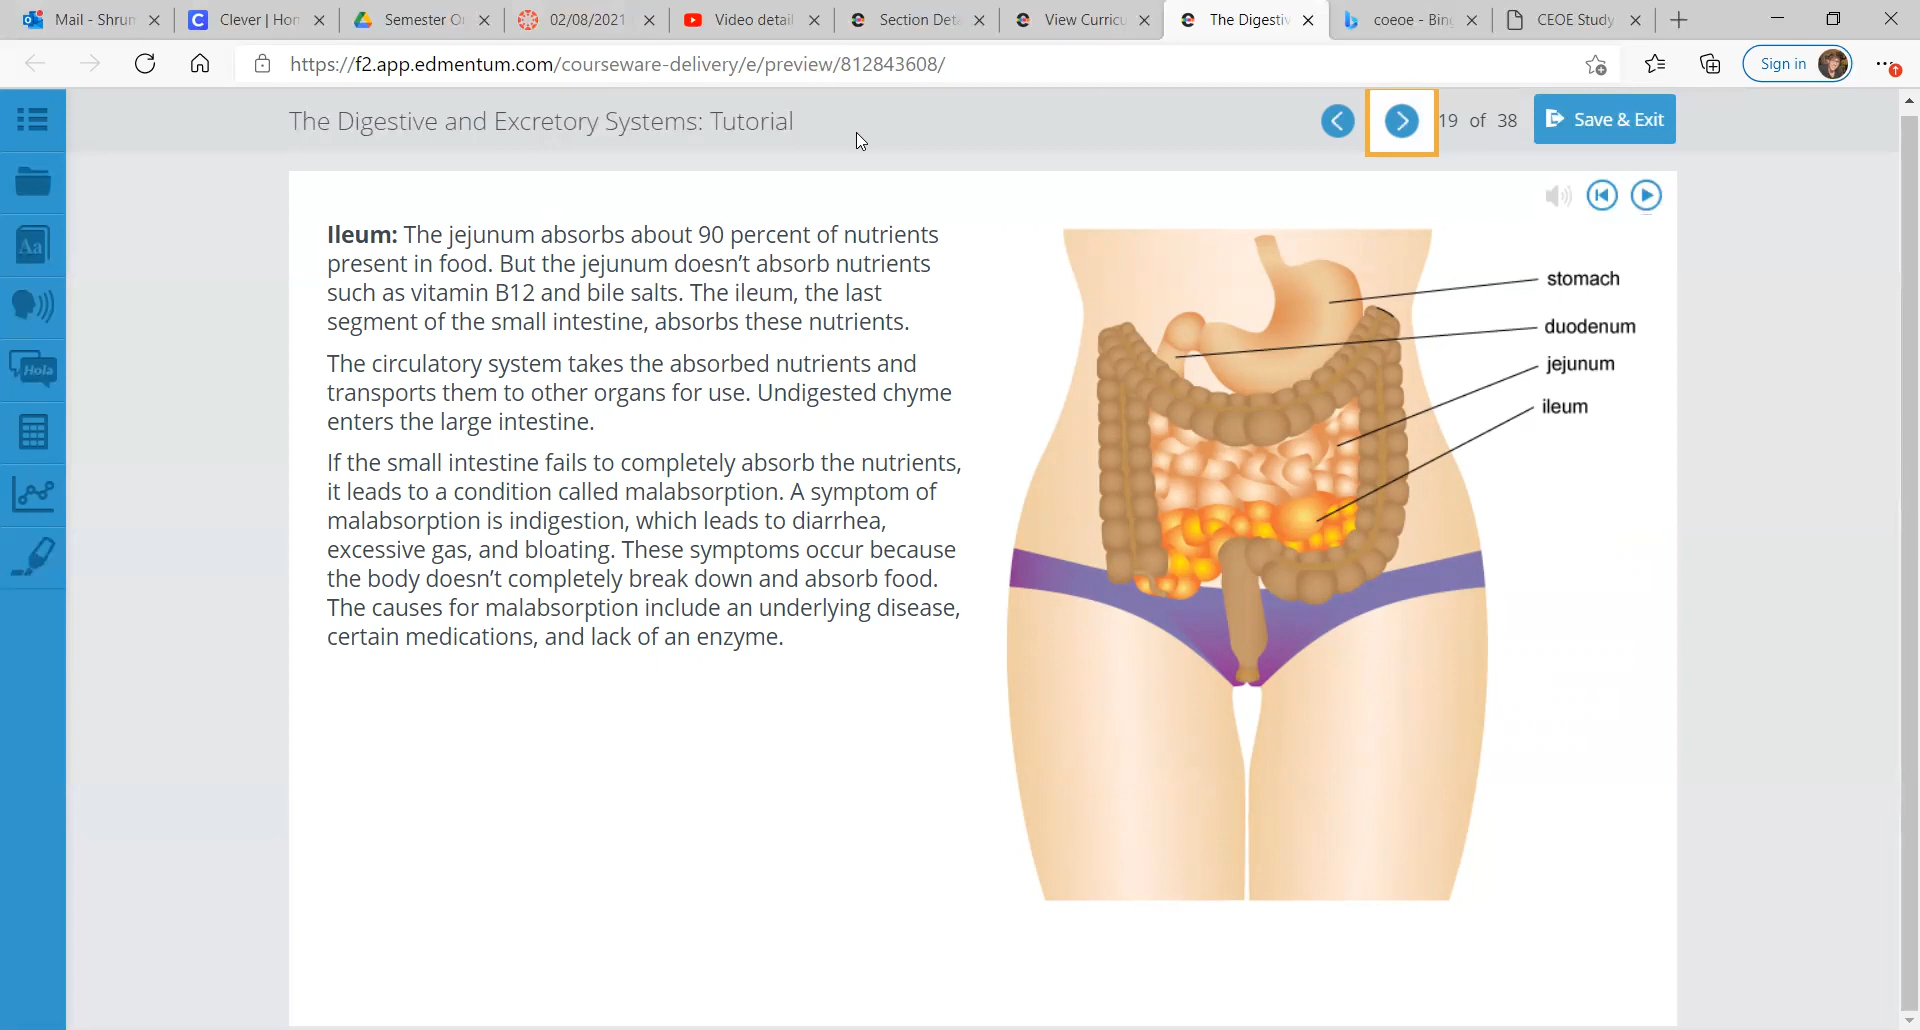 Mail - Shrun
Clever | Hon
Semester O
02/08/2021
Video detail
Section Deta
View Curricu
The Digestiv
coeoe - Bing
CEOE Study
https://f2.app.edmentum.com/courseware-delivery/e/preview/812843608/
Sign in
The Digestive and Excretory Systems: Tutorial
19 of 38
Save & Exit
Aa
Hola
Ileum: The jejunum absorbs about 90 percent of nutrients
present in food. But the jejunum doesn’t absorb nutrients
such as vitamin B12 and bile salts. The ileum, the last
segment of the small intestine, absorbs these nutrients.
The circulatory system takes the absorbed nutrients and
transports them to other organs for use. Undigested chyme
enters the large intestine.
If the small intestine fails to completely absorb the nutrients,
it leads to a condition called malabsorption. A symptom of
malabsorption is indigestion, which leads to diarrhea,
excessive gas, and bloating. These symptoms occur because
the body doesn’t completely break down and absorb food.
The causes for malabsorption include an underlying disease,
certain medications, and lack of an enzyme.
stomach
duodenum
jejunum
ileum